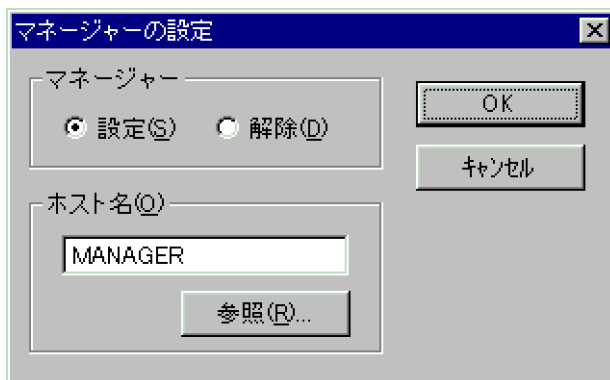 マネージャーの設定
マネージャー
設定(S) 解除(D)
OK
キャンセル
ホスト名(O)
MANAGER
参照(R)...